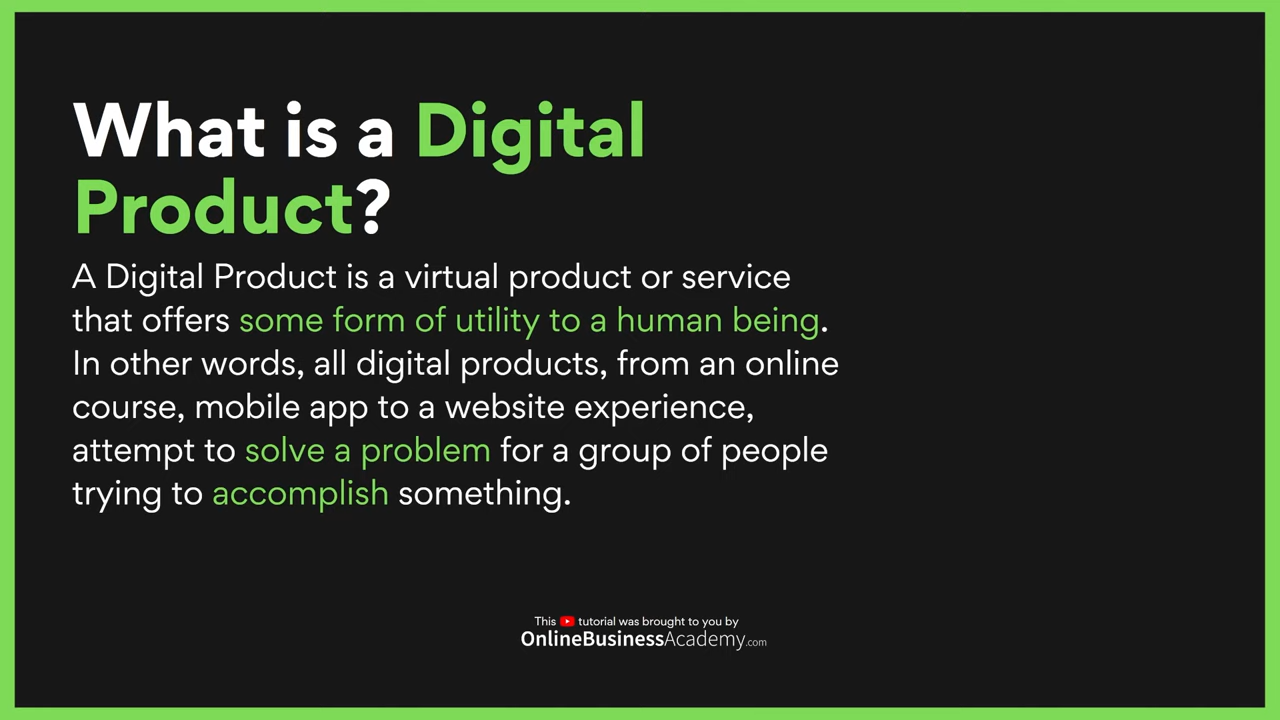 What is a Digital
Product?
A Digital Product is a virtual product or service
that offers some form of utility to a human being.
In other words, all digital products, from an online
course, mobile app to a website experience,
attempt to solve a problem for a group of people
trying to accomplish something.
This tutorial was brought to you by
OnlineBusinessAcademy.com